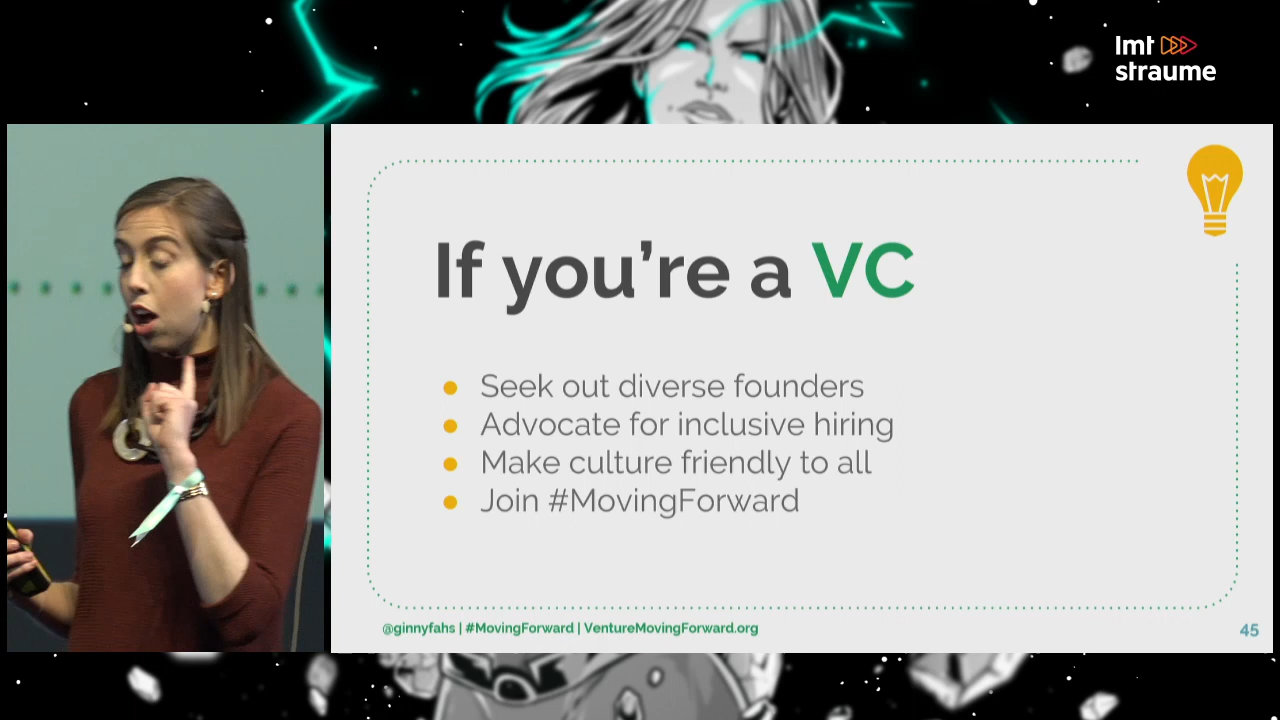 lmt
straume
If you're a VC
Seek out diverse founders
Advocate for inclusive hiring
Make culture friendly to all
Join #MovingForward
@ginnyfahs | #MovingForward | VentureMovingForward.org
45